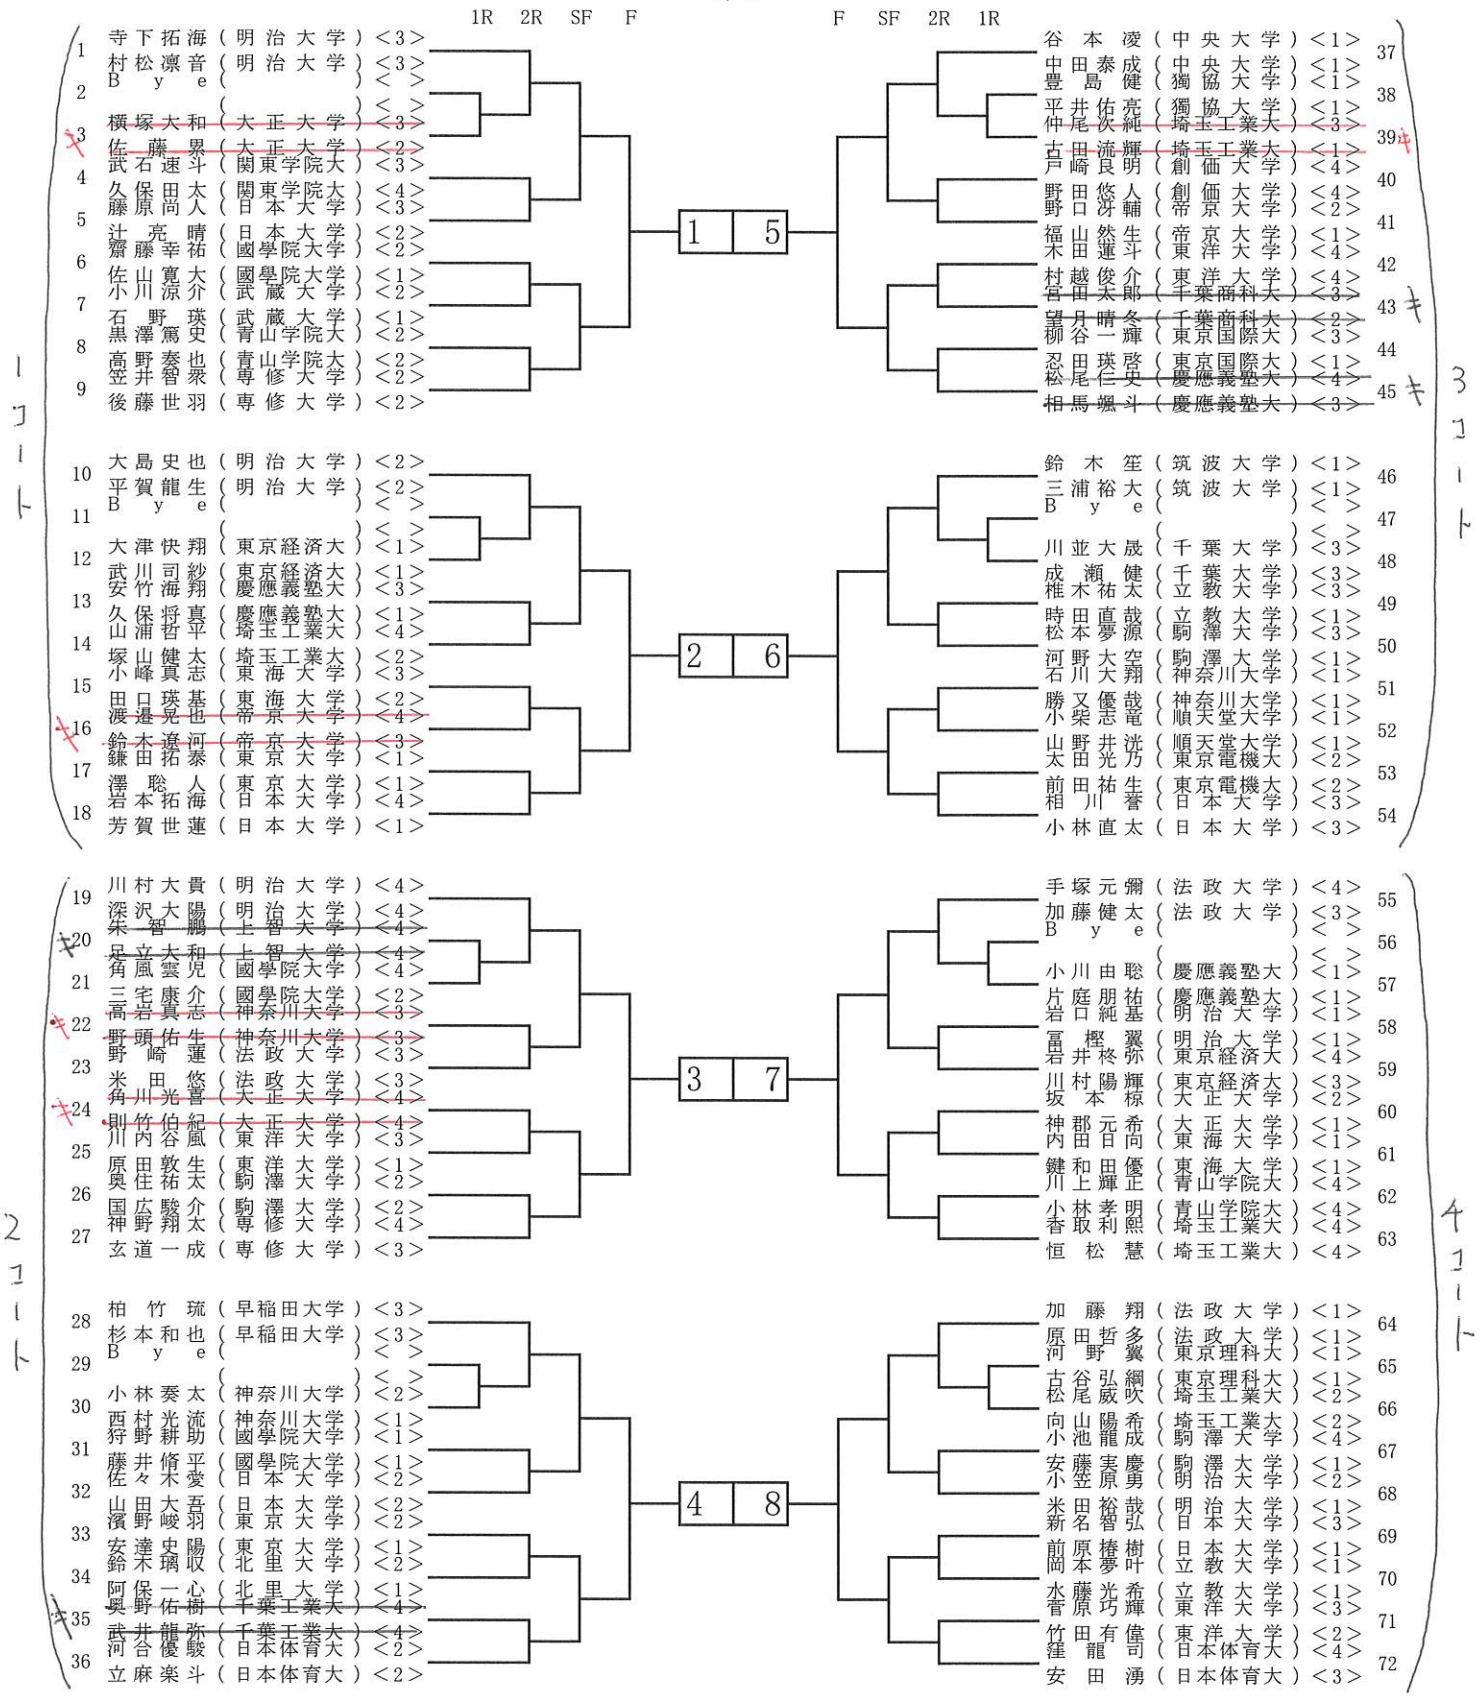 1R 2R SF F
F SF 2R 1R
1コート
1
寺下拓海 ( 明治大学 ) <3>
村松凛音 ( 明治大学 ) <3>
2
B y e ( ) < >
( ) < >
3
横塚大和 ( 大正大学 ) <3>
佐藤累 ( 大正大学 ) <2>
キ
4
武石速斗 ( 関東学院大 ) <3>
久保田太 ( 関東学院大 ) <4>
5
藤原尚人 ( 日本大学 ) <3>
辻亮晴 ( 日本大学 ) <2>
6
齋藤幸祐 ( 國學院大学 ) <2>
佐山寛大 ( 國學院大学 ) <1>
7
小川涼介 ( 武蔵大学 ) <2>
石野瑛 ( 武蔵大学 ) <1>
8
黒澤篤史 ( 青山学院大 ) <2>
高野泰也 ( 青山学院大 ) <2>
9
笠井智衆 ( 専修大学 ) <2>
後藤世羽 ( 専修大学 ) <2>
10
大島史也 ( 明治大学 ) <2>
平賀龍生 ( 明治大学 ) <2>
11
B y e ( ) < >
( ) < >
12
大津快翔 ( 東京経済大 ) <1>
武川司紗 ( 東京経済大 ) <1>
13
安竹海翔 ( 慶應義塾大 ) <3>
久保将真 ( 慶應義塾大 ) <1>
14
山浦哲平 ( 埼玉工業大 ) <4>
塚山健太 ( 埼玉工業大 ) <2>
15
小峰真志 ( 東海大学 ) <3>
田口瑛基 ( 東海大学 ) <2>
16
渡邉晃也 ( 帝京大学 ) <4>
鈴木遼河 ( 帝京大学 ) <3>
キ
17
鎌田拓泰 ( 東京大学 ) <1>
澤聡人 ( 東京大学 ) <1>
18
岩本拓海 ( 日本大学 ) <4>
芳賀世蓮 ( 日本大学 ) <1>
2コート
19
川村大貴 ( 明治大学 ) <4>
深沢大陽 ( 明治大学 ) <4>
20
朱智鵬 ( 上智大学 ) <4>
足立大和 ( 上智大学 ) <4>
キ
21
角風雲児 ( 國學院大学 ) <4>
三宅康介 ( 國學院大学 ) <2>
22
高岩真志 ( 神奈川大学 ) <3>
野頭佑生 ( 神奈川大学 ) <3>
キ
23
野崎蓮 ( 法政大学 ) <3>
米田悠 ( 法政大学 ) <3>
24
角川光喜 ( 大正大学 ) <4>
則竹伯紀 ( 大正大学 ) <4>
キ
25
川内谷風 ( 東洋大学 ) <3>
原田敦生 ( 東洋大学 ) <1>
26
奥住祐太 ( 駒澤大学 ) <2>
国広駿介 ( 駒澤大学 ) <2>
27
神野翔太 ( 専修大学 ) <4>
玄道一成 ( 専修大学 ) <3>
28
柏竹琉 ( 早稲田大学 ) <3>
杉本和也 ( 早稲田大学 ) <3>
29
B y e ( ) < >
( ) < >
30
小林奏太 ( 神奈川大学 ) <2>
西村光流 ( 神奈川大学 ) <1>
31
狩野耕助 ( 國學院大学 ) <1>
藤井脩平 ( 國學院大学 ) <1>
32
佐々木愛 ( 日本大学 ) <2>
山田大吾 ( 日本大学 ) <2>
33
濱野峻羽 ( 東京大学 ) <2>
安達史陽 ( 東京大学 ) <1>
34
鈴木璃収 ( 北里大学 ) <2>
阿保一心 ( 北里大学 ) <1>
35
奥野佑樹 ( 千葉工業大 ) <4>
武井龍弥 ( 千葉工業大 ) <4>
キ
36
河合優駿 ( 日本体育大 ) <2>
立麻楽斗 ( 日本体育大 ) <2>
1 5
2 6
3 7
4 8
3コート
37
谷本凌 ( 中央大学 ) <1>
中田泰成 ( 中央大学 ) <1>
38
豊島健 ( 獨協大学 ) <1>
平井佑亮 ( 獨協大学 ) <1>
39
仲尾次純 ( 埼玉工業大 ) <3>
古田流輝 ( 埼玉工業大 ) <1>
キ
40
戸崎良明 ( 創価大学 ) <4>
野田悠人 ( 創価大学 ) <4>
41
野口冴輔 ( 帝京大学 ) <2>
福山然生 ( 帝京大学 ) <1>
42
木田運斗 ( 東洋大学 ) <4>
村越俊介 ( 東洋大学 ) <4>
43
宮田太郎 ( 千葉商科大 ) <3>
望月晴冬 ( 千葉商科大 ) <2>
キ
44
柳谷一輝 ( 東京国際大 ) <3>
忍田瑛啓 ( 東京国際大 ) <1>
45
松尾仁史 ( 慶應義塾大 ) <4>
相馬颯斗 ( 慶應義塾大 ) <3>
キ
46
鈴木笙 ( 筑波大学 ) <1>
三浦裕大 ( 筑波大学 ) <1>
47
B y e ( ) < >
( ) < >
48
川並大晟 ( 千葉大学 ) <3>
成瀬健 ( 千葉大学 ) <3>
49
椎木祐太 ( 立教大学 ) <3>
時田直哉 ( 立教大学 ) <1>
50
松本夢源 ( 駒澤大学 ) <3>
河野大空 ( 駒澤大学 ) <1>
51
石川大翔 ( 神奈川大学 ) <1>
勝又優哉 ( 神奈川大学 ) <1>
52
小柴志竜 ( 順天堂大学 ) <1>
山野井洸 ( 順天堂大学 ) <1>
53
太田光乃 ( 東京電機大 ) <2>
前田祐生 ( 東京電機大 ) <2>
54
相川誉 ( 日本大学 ) <3>
小林直太 ( 日本大学 ) <3>
4コート
55
手塚元彌 ( 法政大学 ) <4>
加藤健太 ( 法政大学 ) <3>
56
B y e ( ) < >
( ) < >
57
小川由聡 ( 慶應義塾大 ) <1>
片庭朋祐 ( 慶應義塾大 ) <1>
58
岩口純基 ( 明治大学 ) <1>
冨樫翼 ( 明治大学 ) <1>
59
岩井柊弥 ( 東京経済大 ) <4>
川村陽輝 ( 東京経済大 ) <3>
60
坂本椋 ( 大正大学 ) <2>
神郡元希 ( 大正大学 ) <1>
61
内田日向 ( 東海大学 ) <1>
鍵和田優 ( 東海大学 ) <1>
62
川上輝正 ( 青山学院大 ) <4>
小林孝明 ( 青山学院大 ) <4>
63
香取利熙 ( 埼玉工業大 ) <4>
恒松慧 ( 埼玉工業大 ) <4>
64
加藤翔 ( 法政大学 ) <1>
原田哲多 ( 法政大学 ) <1>
65
河野翼 ( 東京理科大 ) <1>
古谷弘綱 ( 東京理科大 ) <1>
66
松尾威吹 ( 埼玉工業大 ) <2>
向山陽希 ( 埼玉工業大 ) <2>
67
小池龍成 ( 駒澤大学 ) <4>
安藤実慶 ( 駒澤大学 ) <1>
68
小笠原勇 ( 明治大学 ) <2>
米田裕哉 ( 明治大学 ) <1>
69
新名智弘 ( 日本大学 ) <3>
前原椿樹 ( 日本大学 ) <1>
70
岡本夢叶 ( 立教大学 ) <1>
水藤光希 ( 立教大学 ) <1>
71
菅原巧輝 ( 東洋大学 ) <3>
竹田有偉 ( 東洋大学 ) <2>
72
窪龍司 ( 日本体育大 ) <4>
安田湧 ( 日本体育大 ) <3>